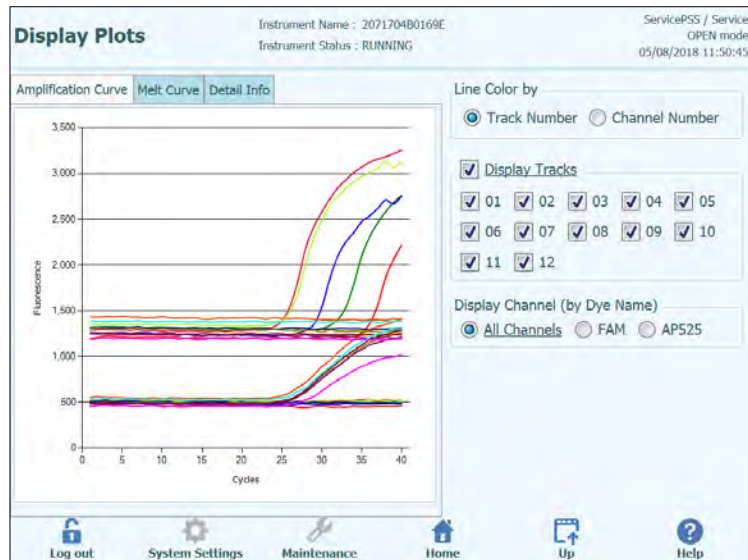 Display Plots
Instrument Name : 2071704B0169E
Instrument Status : RUNNING
ServicePSS / Service
OPEN mode
05/08/2018 11:50:45
Amplification Curve Melt Curve Detail Info
3,500
3,000
2,500
2,000
1,500
1,000
500
0
Fluorescence
0 5 10 15 20 25 30 35 40
Cycles
Line Color by
Track Number Channel Number
Display Tracks
01 02 03 04 05
06 07 08 09 10
11 12
Display Channel (by Dye Name)
All Channels FAM AP525
Log out System Settings Maintenance Home Up Help